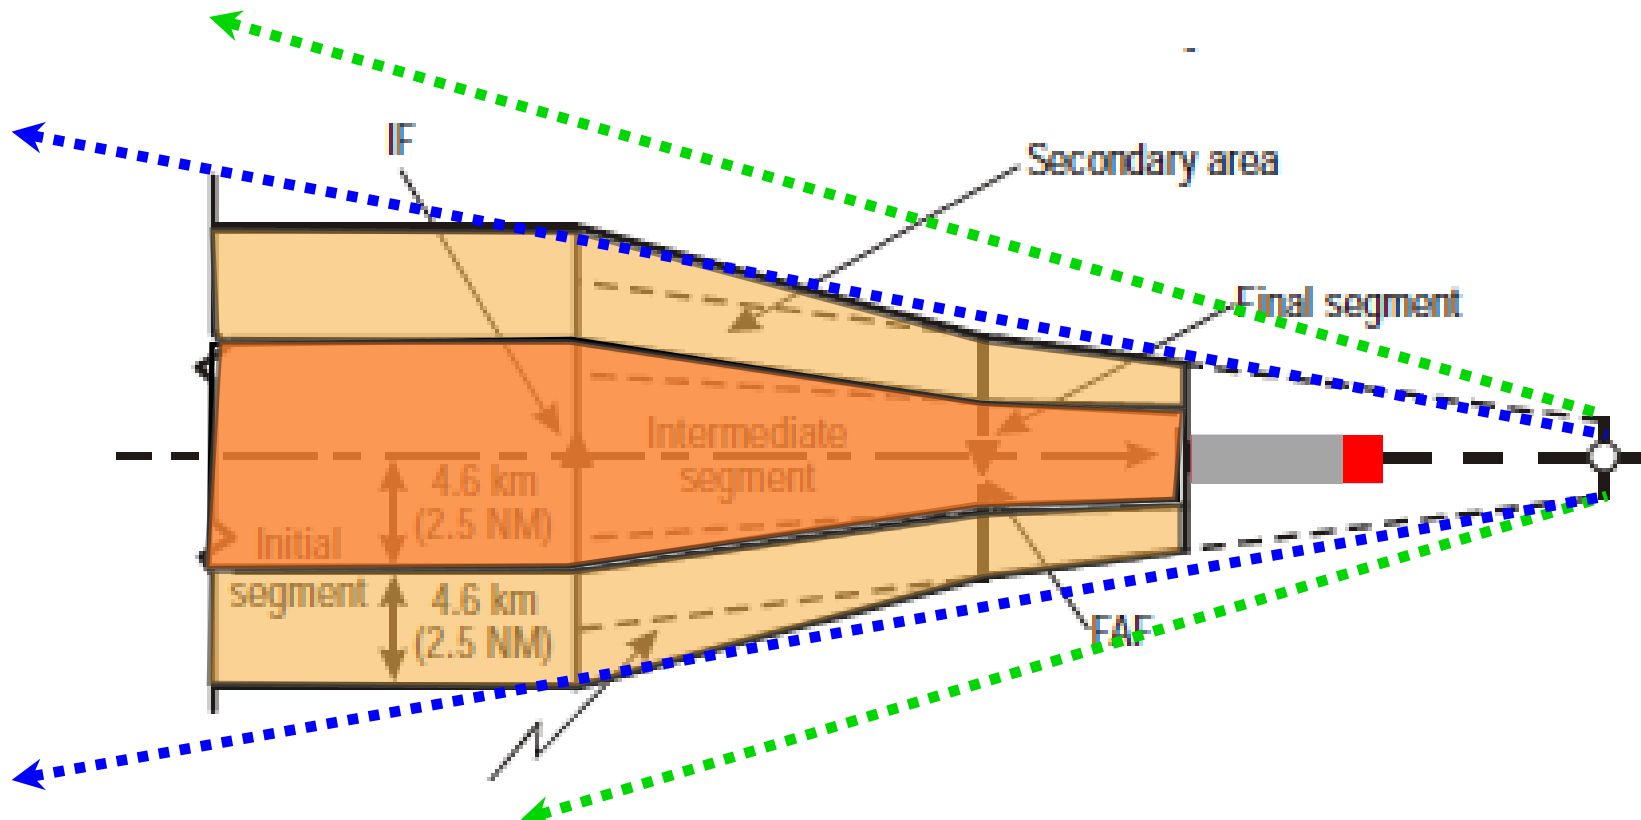 IF
Secondary area
Final segment
Intermediate
segment
4.6 km
(2.5 NM)
Initial
segment
4.6 km
(2.5 NM)
FAF